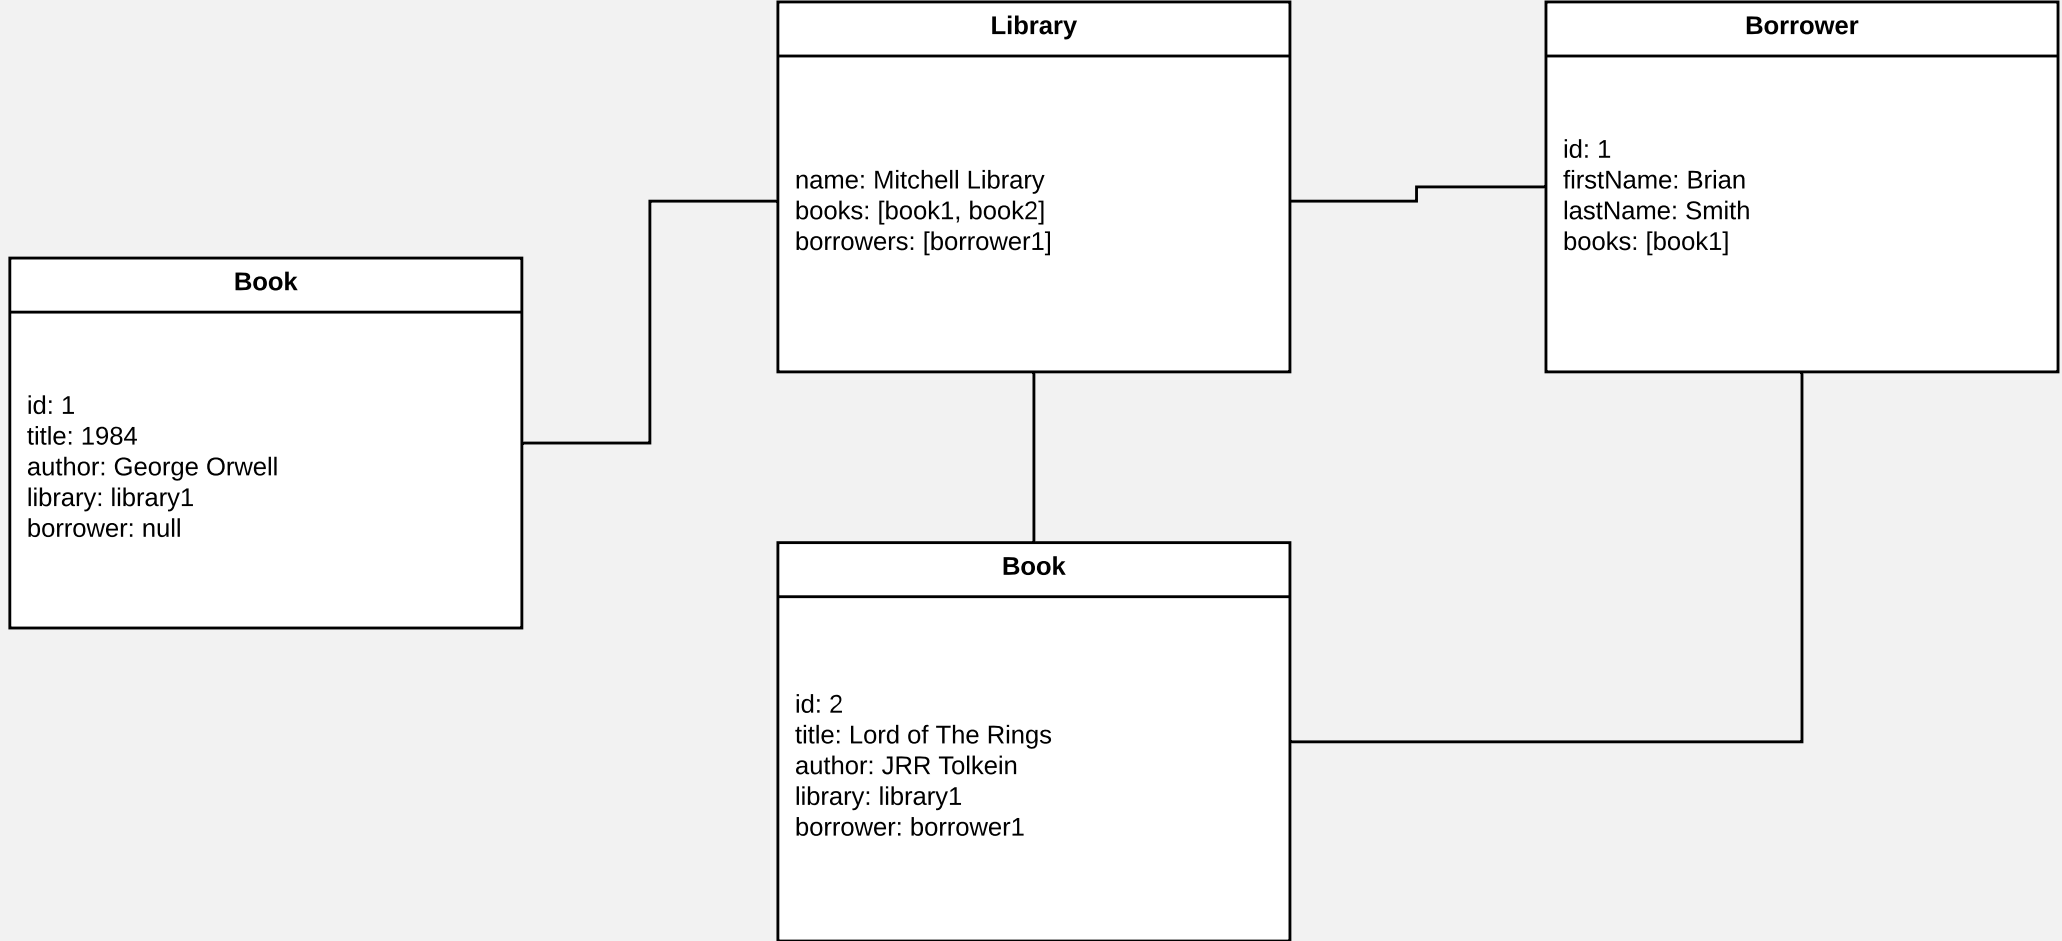 Library
name: Mitchell Library
books: [book1, book2]
borrowers: [borrower1]
Borrower
id: 1
firstName: Brian
lastName: Smith
books: [book1]
Book
id: 1
title: 1984
author: George Orwell
library: library1
borrower: null
Book
id: 2
title: Lord of The Rings
author: JRR Tolkein
library: library1
borrower: borrower1